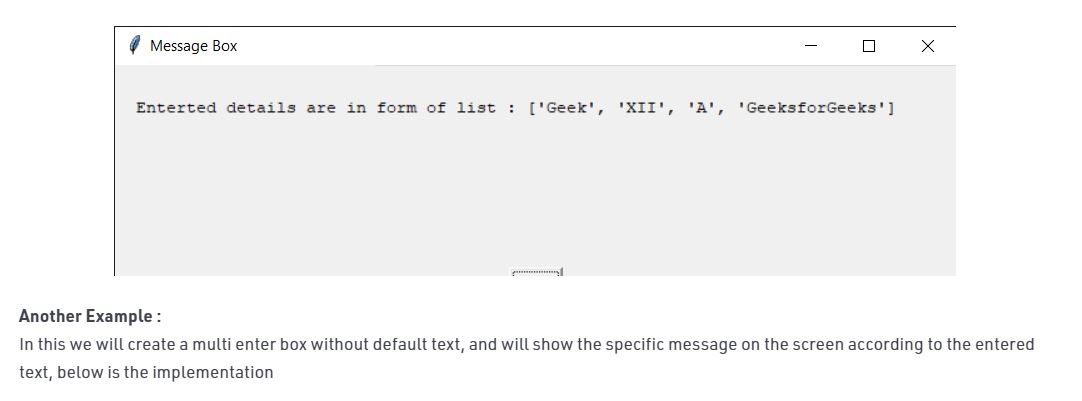 Message Box
Enterted details are in form of list : ['Geek', 'XII', 'A', 'GeeksforGeeks']
Another Example :
In this we will create a multi enter box without default text, and will show the specific message on the screen according to the entered
text, below is the implementation